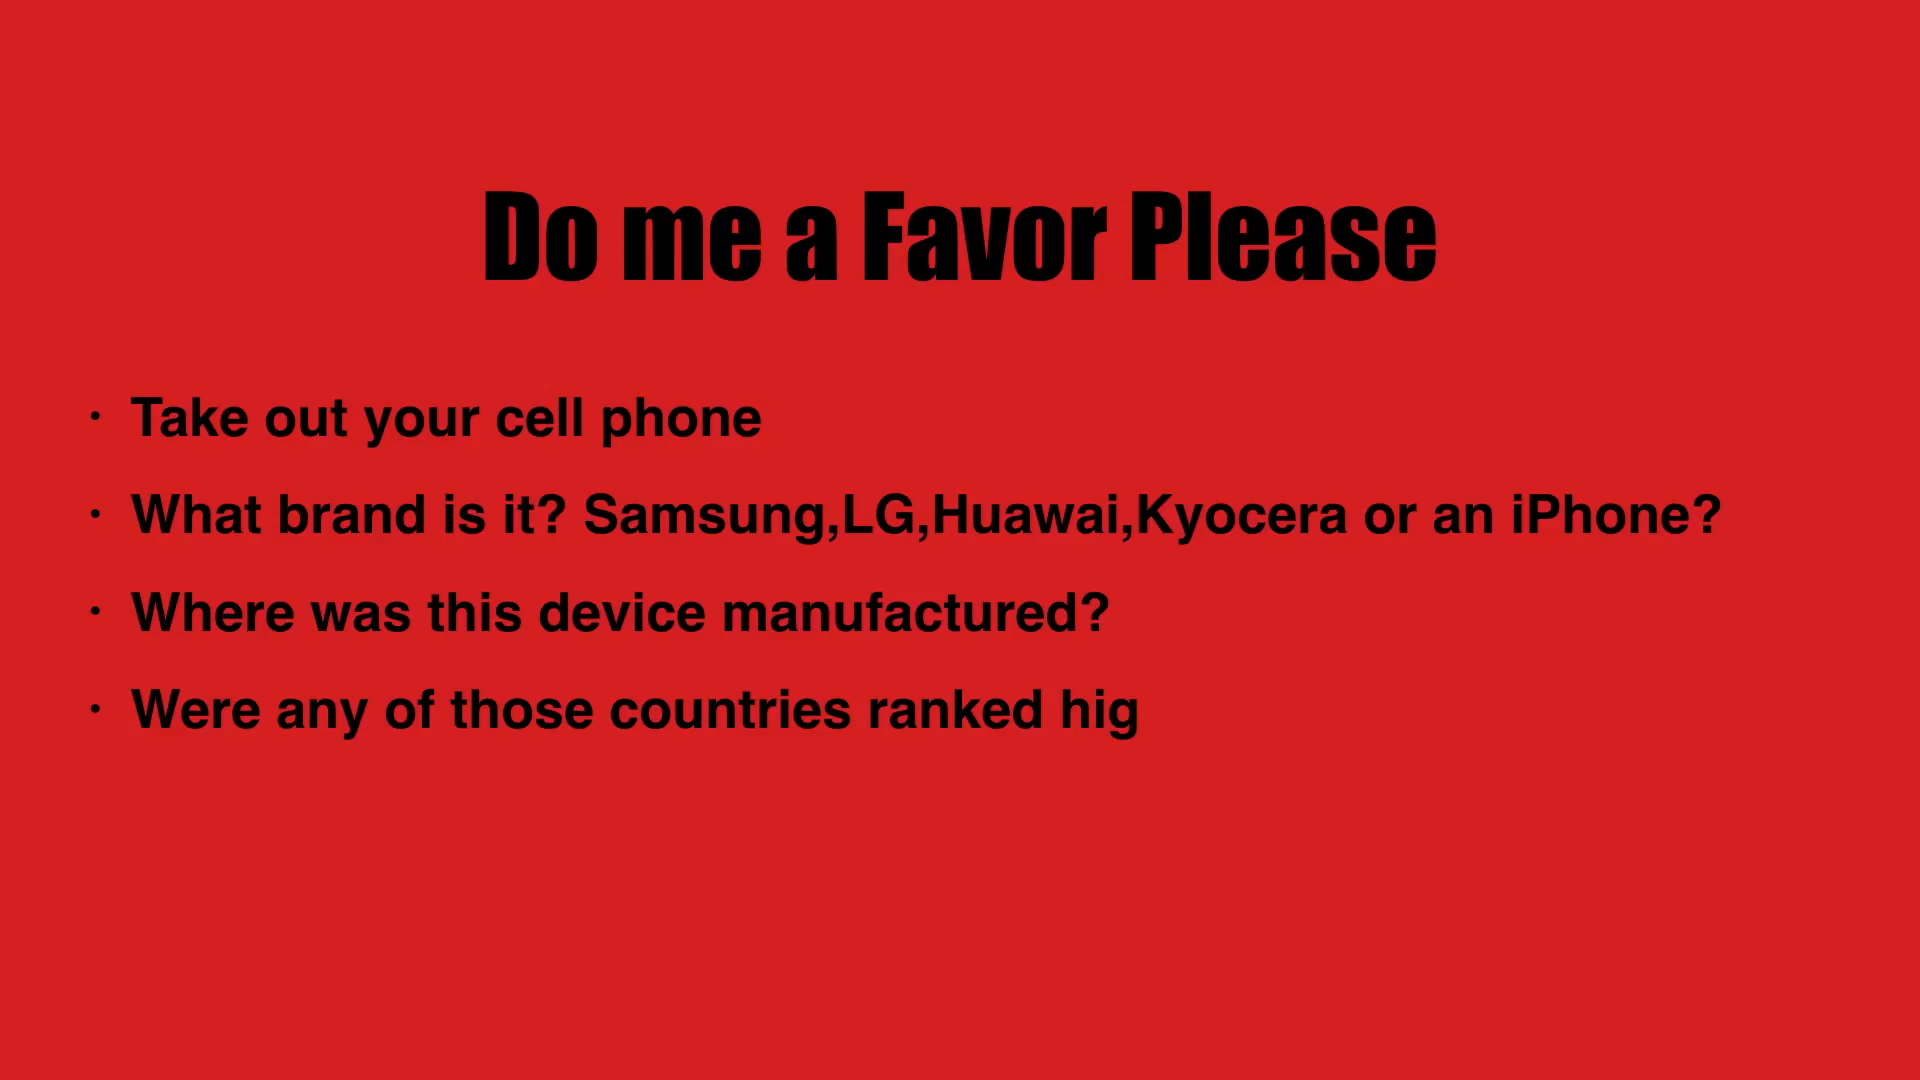 Do me a Favor Please
· Take out your cell phone
· What brand is it? Samsung,LG,Huawai,Kyocera or an iPhone?
· Where was this device manufactured?
· Were any of those countries ranked hig